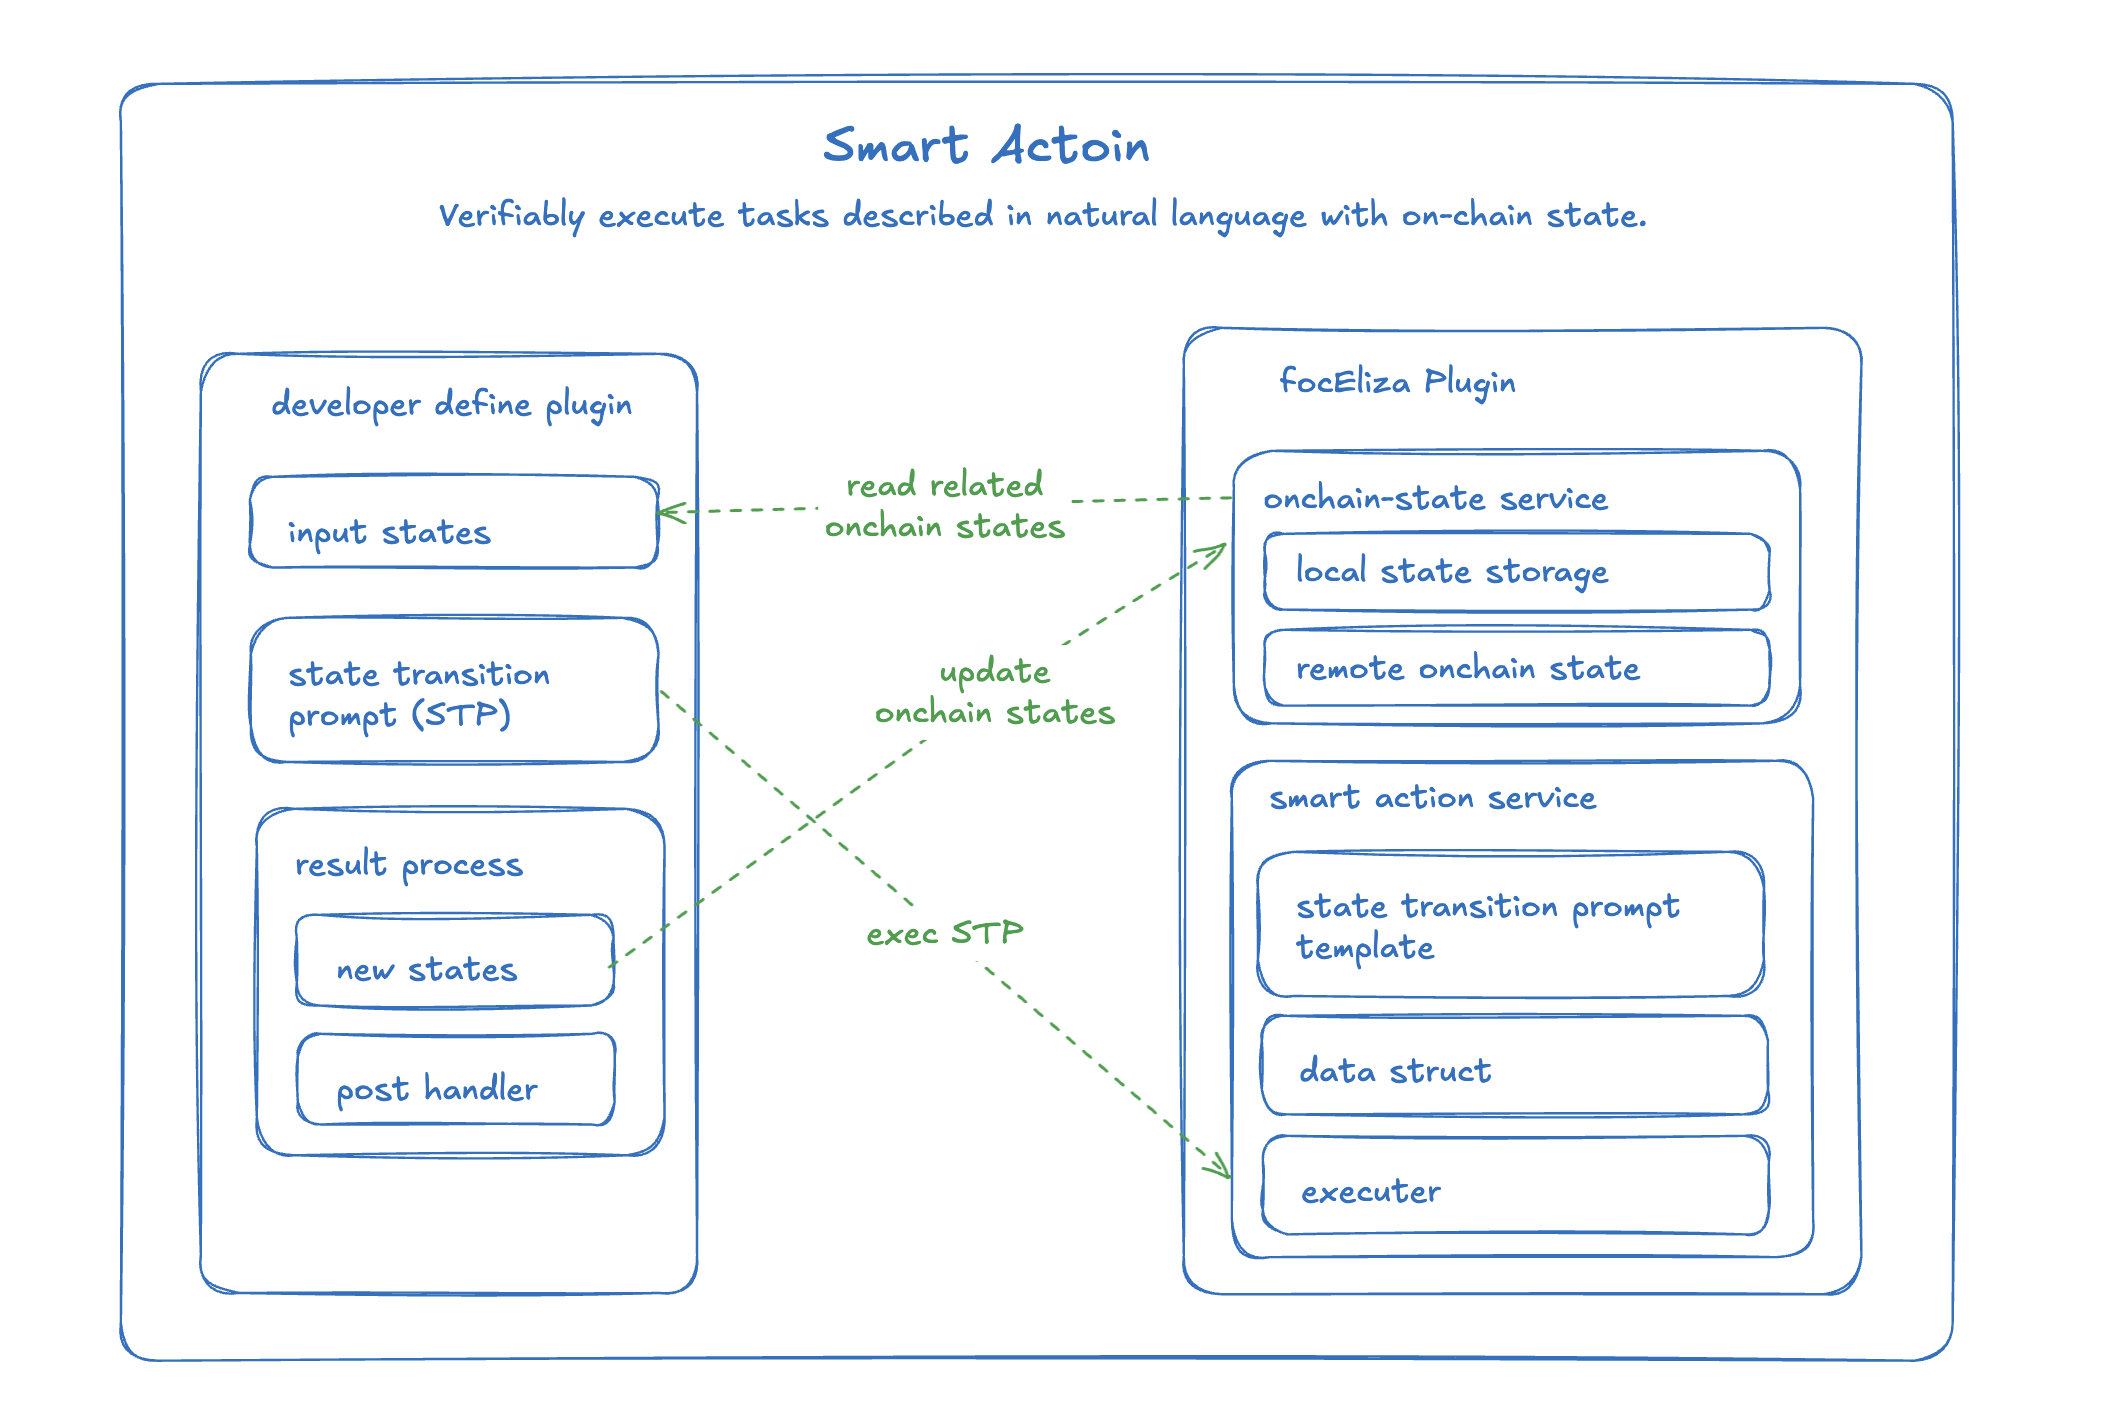 Smart Actoin
Verifiably execute tasks described in natural language with on-chain state.
developer define plugin
input states
state transition
prompt (STP)
result process
new states
post handler
read related
onchain states
update
onchain states
exec STP
focEliza Plugin
onchain-state service
local state storage
remote onchain state
smart action service
state transition prompt
template
data struct
executer